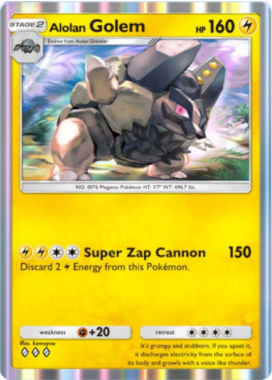 STAGE 2 Alolan Golem HP 160
Evolves from Alolan Graveler
NO. 0076 Megaton Pokémon HT: 5'7" WT: 696.7 lbs.
Super Zap Cannon 150
Discard 2 Energy from this Pokémon.
weakness +20 retreat
Illus. kawayoo
It's grumpy and stubborn. If you upset it,
it discharges electricity from the surface
of its body and growls with a voice like thunder.